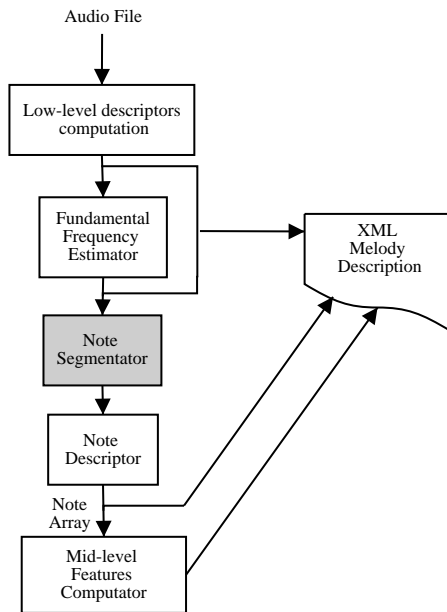 Audio File
Low-level descriptors
computation
Fundamental
Frequency
Estimator
XML
Melody
Description
Note
Segmentator
Note
Descriptor
Note
Array
Mid-level
Features
Computator